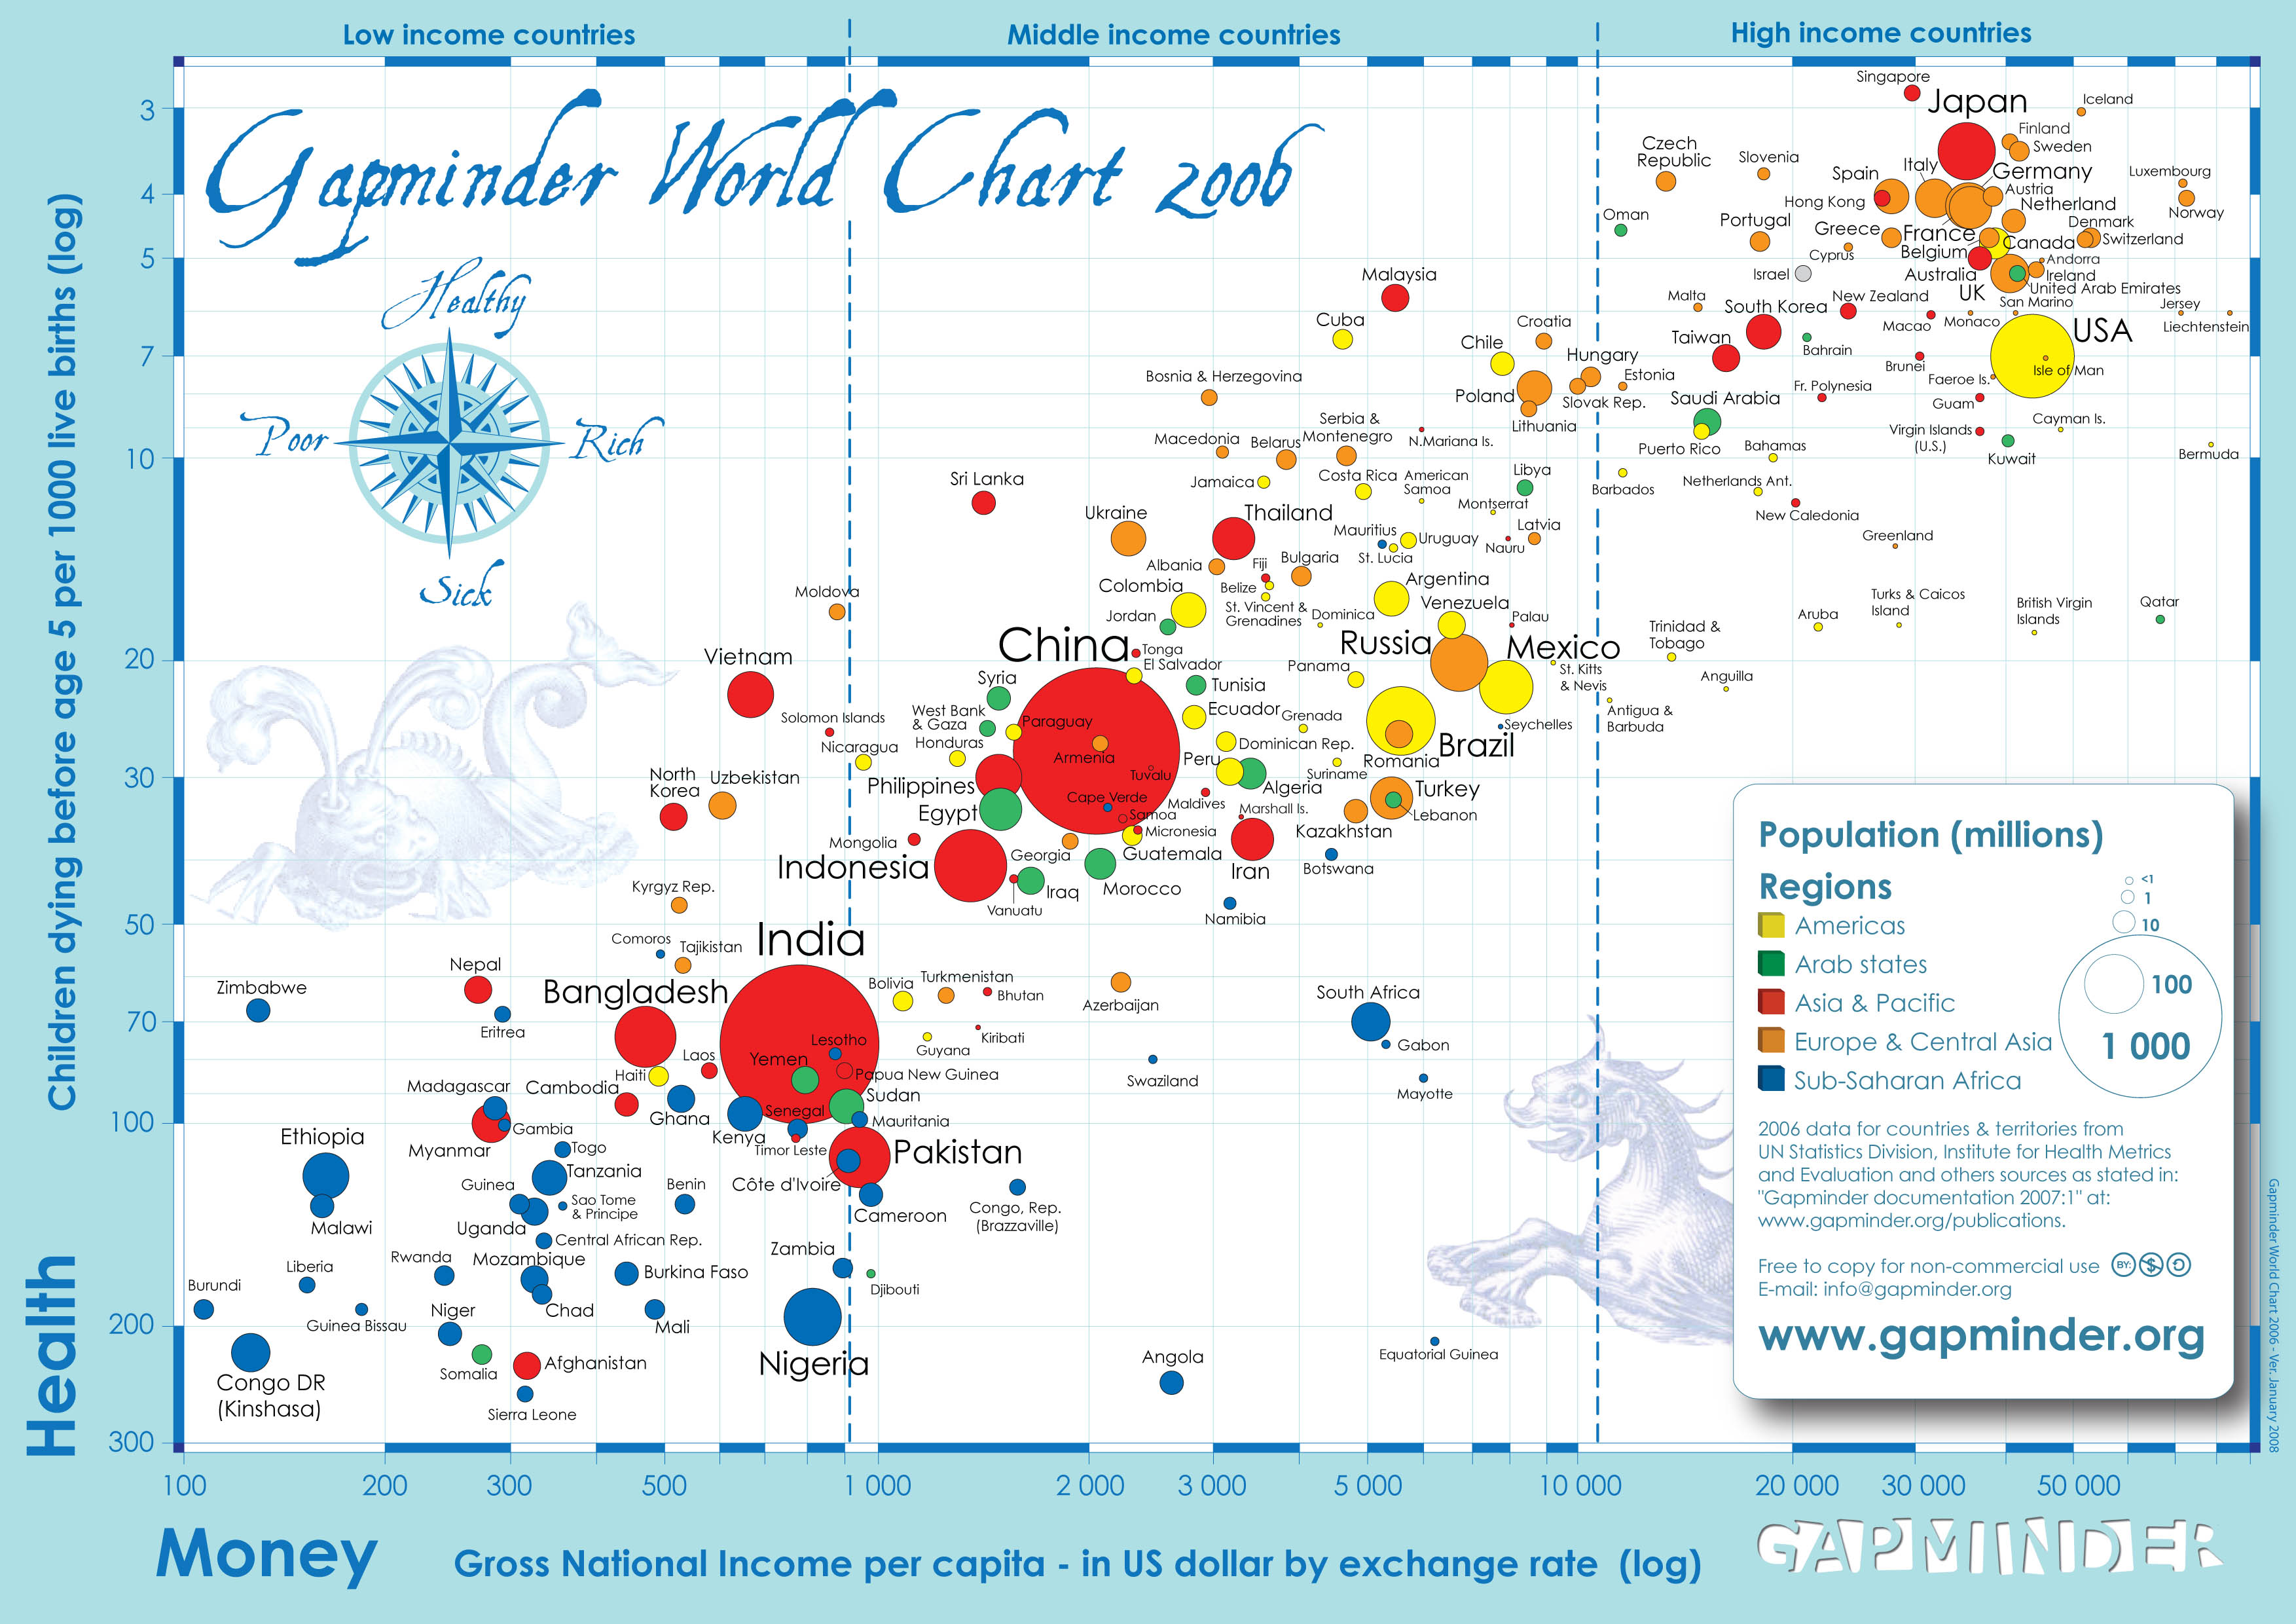 Low income countries
Middle income countries
High income countries
Gapminder World Chart 2006
Healthy
Poor
Rich
Sick
Health
Children dying before age 5 per 1000 live births (log)
3
4
5
7
10
20
30
50
70
100
200
300
Singapore
Japan
Iceland
Finland
Sweden
Czech
Republic
Slovenia
Italy
Spain
Germany
Luxembourg
Austria
Hong Kong
Netherland
Norway
Oman
Portugal
Greece
France
Denmark
Canada
Switzerland
Belgium
Cyprus
Andorra
Israel
Australia
Ireland
UK
United Arab Emirates
San Marino
Malaysia
Malta
South Korea
New Zealand
Jersey
Macao
Monaco
Liechtenstein
Cuba
Croatia
USA
Taiwan
Chile
Bahrain
Hungary
Brunei
Isle of Man
Bosnia & Herzegovina
Estonia
Faeroe Is.
Fr. Polynesia
Poland
Slovak Rep.
Saudi Arabia
Guam
Lithuania
Serbia &
Montenegro
N.Mariana Is.
Cayman Is.
Virgin Islands
(U.S.)
Macedonia
Belarus
Puerto Rico
Bahamas
Kuwait
Bermuda
Sri Lanka
Jamaica
Costa Rica
American
Samoa
Libya
Barbados
Netherlands Ant.
Montserrat
New Caledonia
Ukraine
Thailand
Mauritius
Uruguay
Latvia
Nauru
St. Lucia
Greenland
Albania
Fiji
Bulgaria
Moldova
Colombia
Belize
Argentina
St. Vincent &
Grenadines
Dominica
Venezuela
Palau
Jordan
Aruba
Turks & Caicos
Island
British Virgin
Islands
Qatar
Trinidad &
Tobago
China
Russia
Mexico
Vietnam
Tonga
El Salvador
Panama
St. Kitts
& Nevis
Anguilla
Syria
Tunisia
Solomon Islands
West Bank
& Gaza
Paraguay
Ecuador
Grenada
Seychelles
Antigua &
Barbuda
Nicaragua
Honduras
Armenia
Dominican Rep.
Brazil
Peru
Romania
North
Korea
Uzbekistan
Philippines
Tuvalu
Suriname
Algeria
Turkey
Cape Verde
Maldives
Marshall Is.
Lebanon
Egypt
Samoa
Micronesia
Kazakhstan
Mongolia
Georgia
Guatemala
Indonesia
Iran
Botswana
Iraq
Morocco
Kyrgyz Rep.
Vanuatu
Namibia
Comoros
Tajikistan
India
Nepal
Zimbabwe
Bangladesh
Bolivia
Turkmenistan
Bhutan
Azerbaijan
South Africa
Eritrea
Lesotho
Kiribati
Guyana
Gabon
Laos
Yemen
Haiti
Papua New Guinea
Swaziland
Mayotte
Madagascar
Cambodia
Sudan
Ghana
Senegal
Mauritania
Kenya
Gambia
Ethiopia
Myanmar
Togo
Timor Leste
Pakistan
Tanzania
Côte d'Ivoire
Guinea
Sao Tome
& Principe
Benin
Malawi
Uganda
Cameroon
Congo, Rep.
(Brazzaville)
Central African Rep.
Rwanda
Mozambique
Zambia
Liberia
Burkina Faso
Djibouti
Burundi
Guinea Bissau
Niger
Chad
Mali
Nigeria
Somalia
Afghanistan
Angola
Equatorial Guinea
Congo DR
(Kinshasa)
Sierra Leone
Population (millions)
Regions
<1
1
10
100
1 000
Americas
Arab states
Asia & Pacific
Europe & Central Asia
Sub-Saharan Africa
2006 data for countries & territories from
UN Statistics Division, Institute for Health Metrics
and Evaluation and others sources as stated in:
"Gapminder documentation 2007:1" at:
www.gapminder.org/publications.
Free to copy for non-commercial use BY: $
E-mail: info@gapminder.org
www.gapminder.org
Gapminder World Chart 2006 - Ver. January 2008
100
200
300
500
1 000
2 000
3 000
5 000
10 000
20 000
30 000
50 000
Money
Gross National Income per capita - in US dollar by exchange rate (log)
GAPMINDER